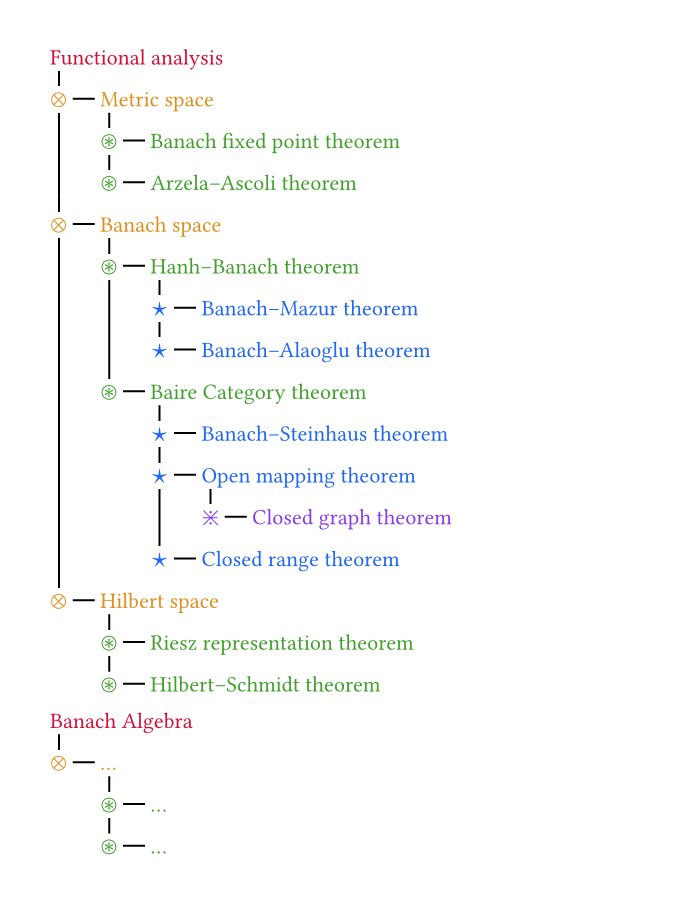 Functional analysis
Metric space
Banach fixed point theorem
Arzela–Ascoli theorem
Banach space
Hanh–Banach theorem
Banach–Mazur theorem
Banach–Alaoglu theorem
Baire Category theorem
Banach–Steinhaus theorem
Open mapping theorem
Closed graph theorem
Closed range theorem
Hilbert space
Riesz representation theorem
Hilbert–Schmidt theorem
Banach Algebra
...
...
...